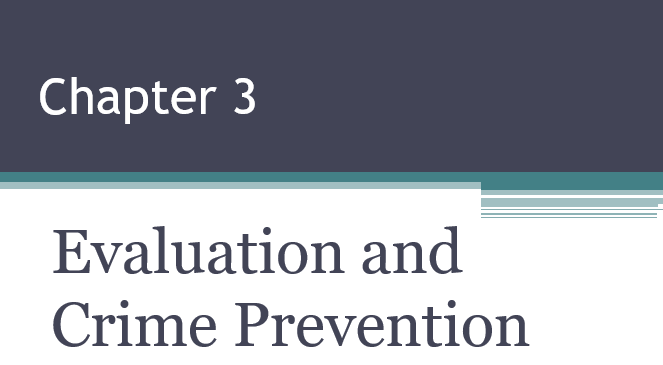 Chapter 3
Evaluation and
Crime Prevention